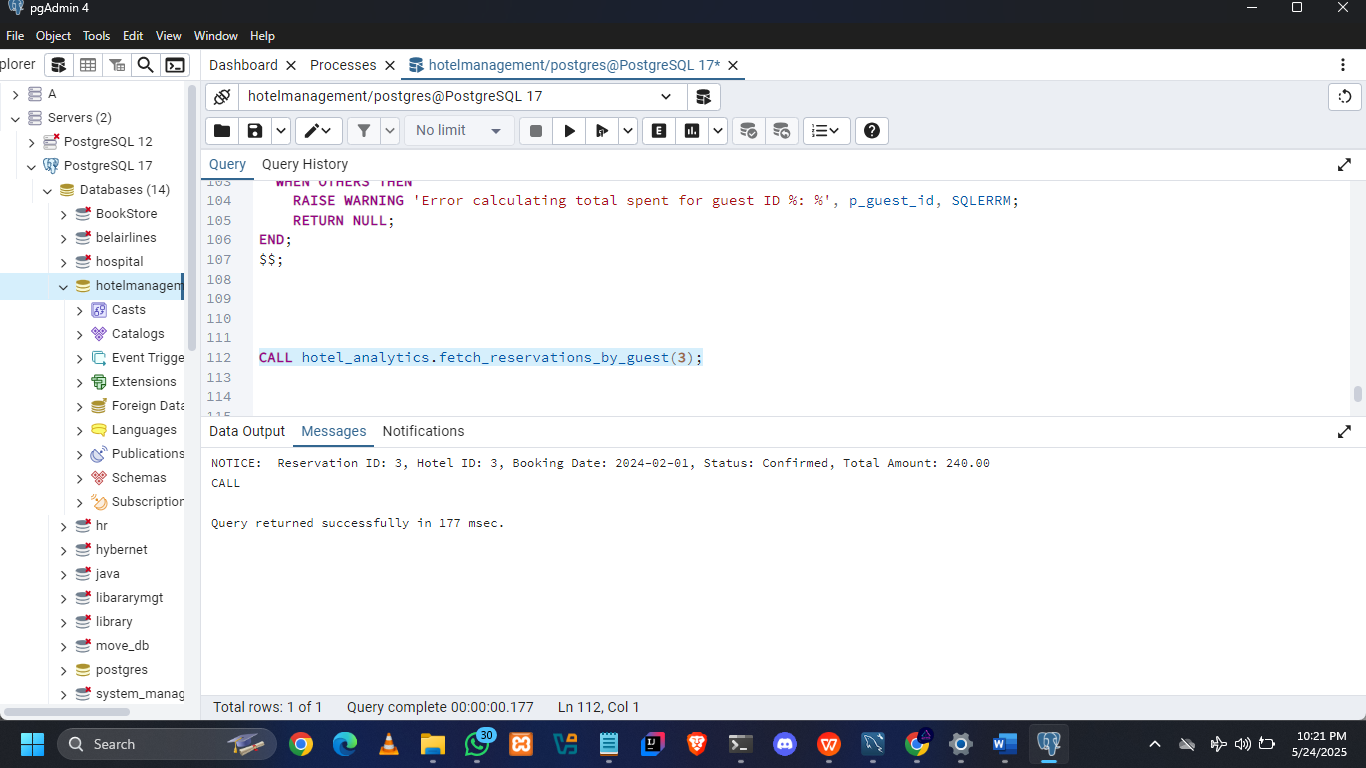 pgAdmin 4
File Object Tools Edit View Window Help
plorer
Dashboard Processes hotelmanagement/postgres@PostgreSQL 17*
A
Servers (2)
PostgreSQL 12
PostgreSQL 17
Databases (14)
BookStore
belairlines
hospital
hotelmanagem
Casts
Catalogs
Event Trigge
Extensions
Foreign Data
Languages
Publications
Schemas
Subscription
hr
hybernet
java
libararymgt
library
move_db
postgres
system_manag
hotelmanagement/postgres@PostgreSQL 17
No limit
E
Query Query History
103 WHEN OTHERS THEN
104 RAISE WARNING 'Error calculating total spent for guest ID %: %', p_guest_id, SQLERRM;
105 RETURN NULL;
106 END;
107 $$;
108
109
110
111
112 CALL hotel_analytics.fetch_reservations_by_guest(3);
113
114
115
Data Output Messages Notifications
NOTICE:  Reservation ID: 3, Hotel ID: 3, Booking Date: 2024-02-01, Status: Confirmed, Total Amount: 240.00
CALL
Query returned successfully in 177 msec.
Total rows: 1 of 1 Query complete 00:00:00.177 Ln 112, Col 1
Search
30
10:21 PM
5/24/2025